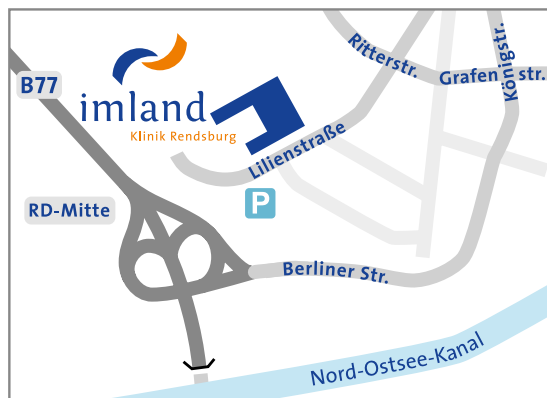 Ritterstr.
Grafen str.
Königstr.
B77
imland
Klinik Rendsburg
Lilienstraße
P
RD-Mitte
Berliner Str.
Nord-Ostsee-Kanal